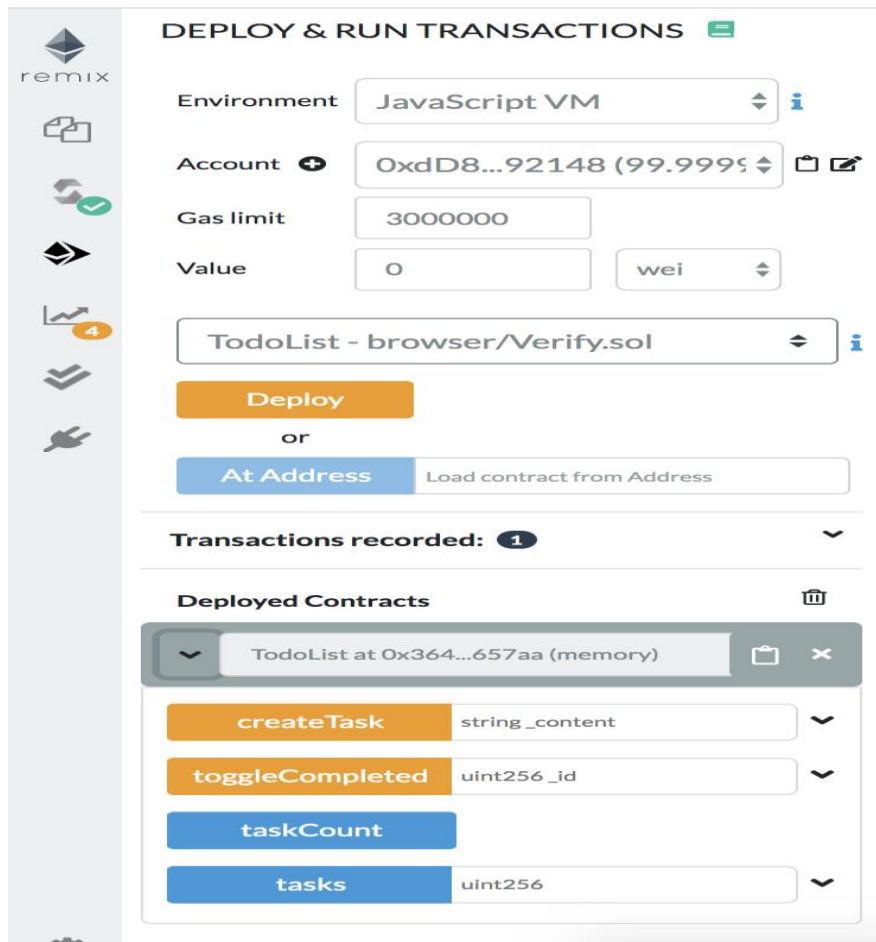 DEPLOY & RUN TRANSACTIONS
remix
Environment JavaScript VM
Account 0xdD8...92148 (99.9999
Gas limit 3000000
Value 0 wei
4
TodoList - browser/Verify.sol
Deploy
or
At Address Load contract from Address
Transactions recorded: 1
Deployed Contracts
TodoList at 0x364...657aa (memory)
createTask string _content
toggleCompleted uint256 _id
taskCount
tasks uint256